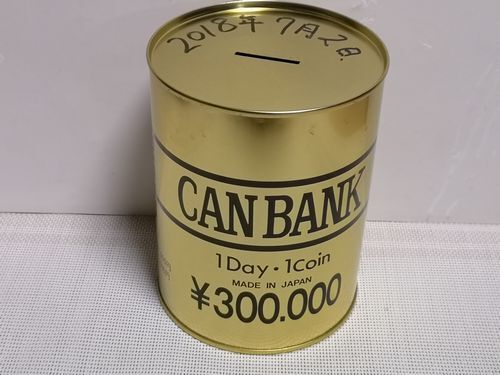 2018年7月2日
CAN BANK
1Day・1Coin
MADE IN JAPAN
¥300.000